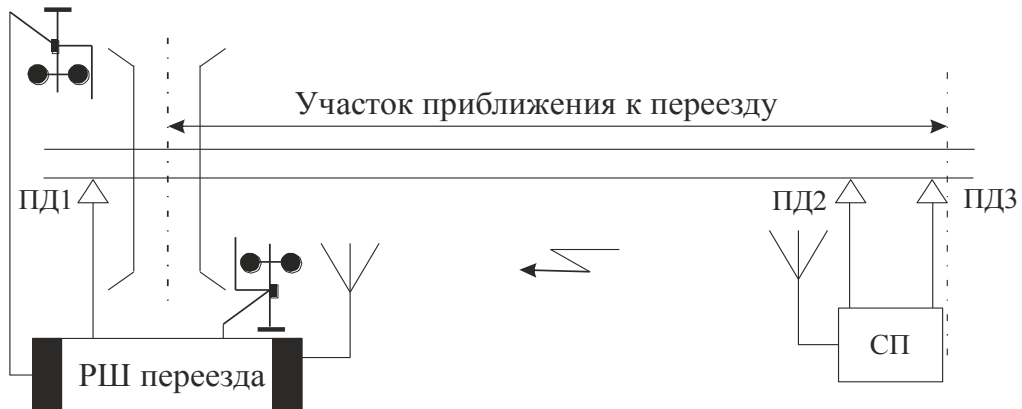 Участок приближения к переезду
ПД1
ПД2
ПД3
СП
РШ переезда